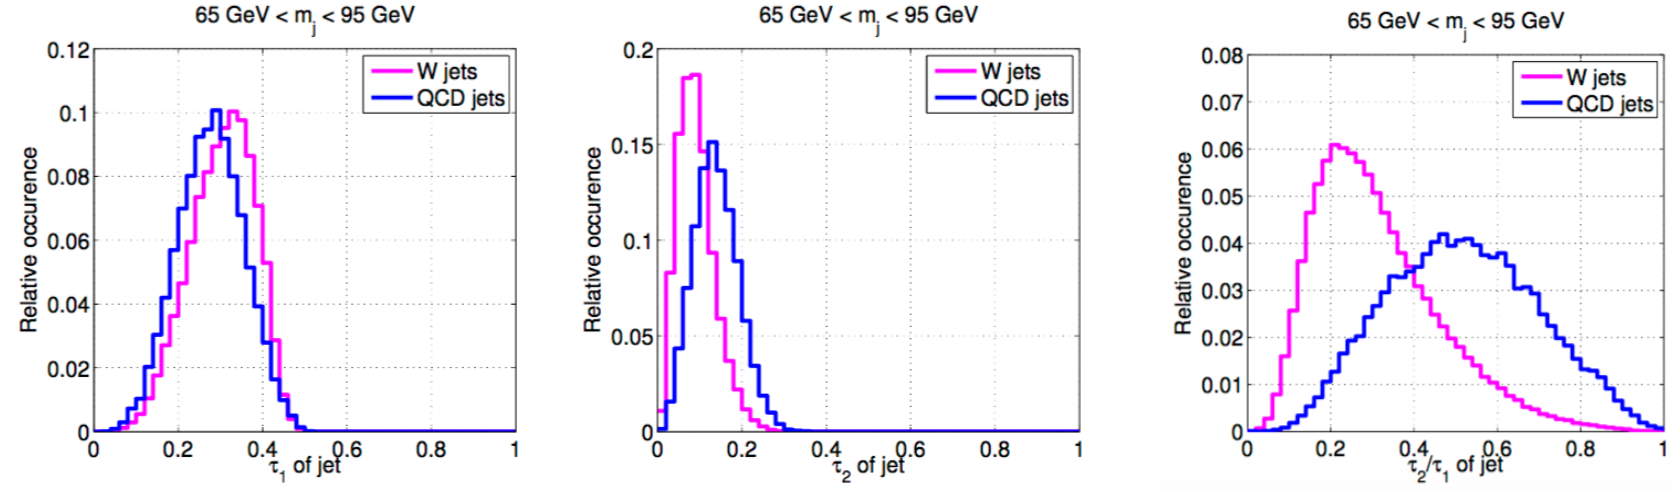 65 GeV < m_j < 95 GeV
0.12
0.1
0.08
0.06
0.04
0.02
0
Relative occurence
W jets
QCD jets
0 0.2 0.4 0.6 0.8 1
τ_1 of jet
65 GeV < m_j < 95 GeV
0.2
0.15
0.1
0.05
0
Relative occurence
W jets
QCD jets
0 0.2 0.4 0.6 0.8 1
τ_2 of jet
65 GeV < m_j < 95 GeV
0.08
0.07
0.06
0.05
0.04
0.03
0.02
0.01
0
Relative occurence
W jets
QCD jets
0 0.2 0.4 0.6 0.8 1
τ_2/τ_1 of jet